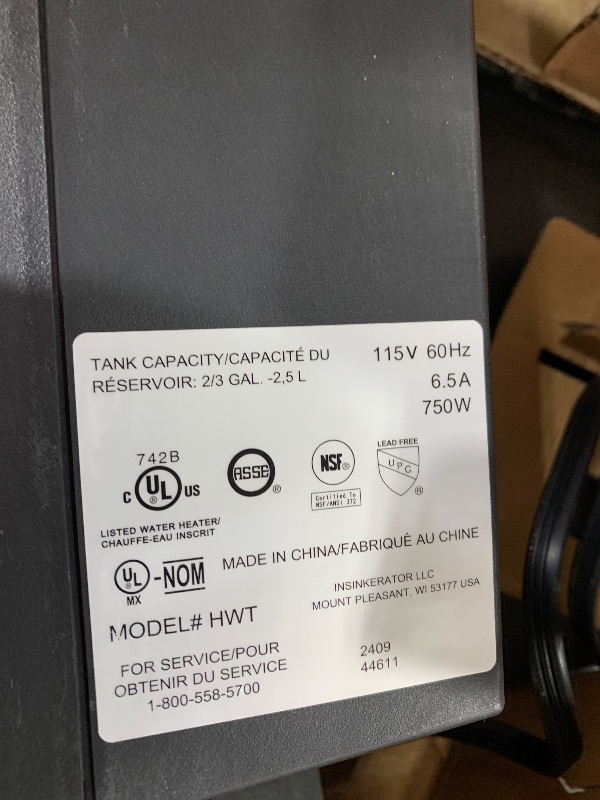 TANK CAPACITY/CAPACITÉ DU
RÉSERVOIR: 2/3 GAL. -2,5 L
115V 60Hz
6.5A
750W
742B
C UL US
LISTED WATER HEATER/
CHAUFFE-EAU INSCRIT
ASSE ®
NSF ®
Certified to
NSF/ANSI 372
LEAD FREE
UPC ®
UL -NOM
MX
MADE IN CHINA/FABRIQUÉ AU CHINE
INSINKERATOR LLC
MOUNT PLEASANT, WI 53177 USA
MODEL# HWT
FOR SERVICE/POUR
OBTENIR DU SERVICE
1-800-558-5700
2409
44611